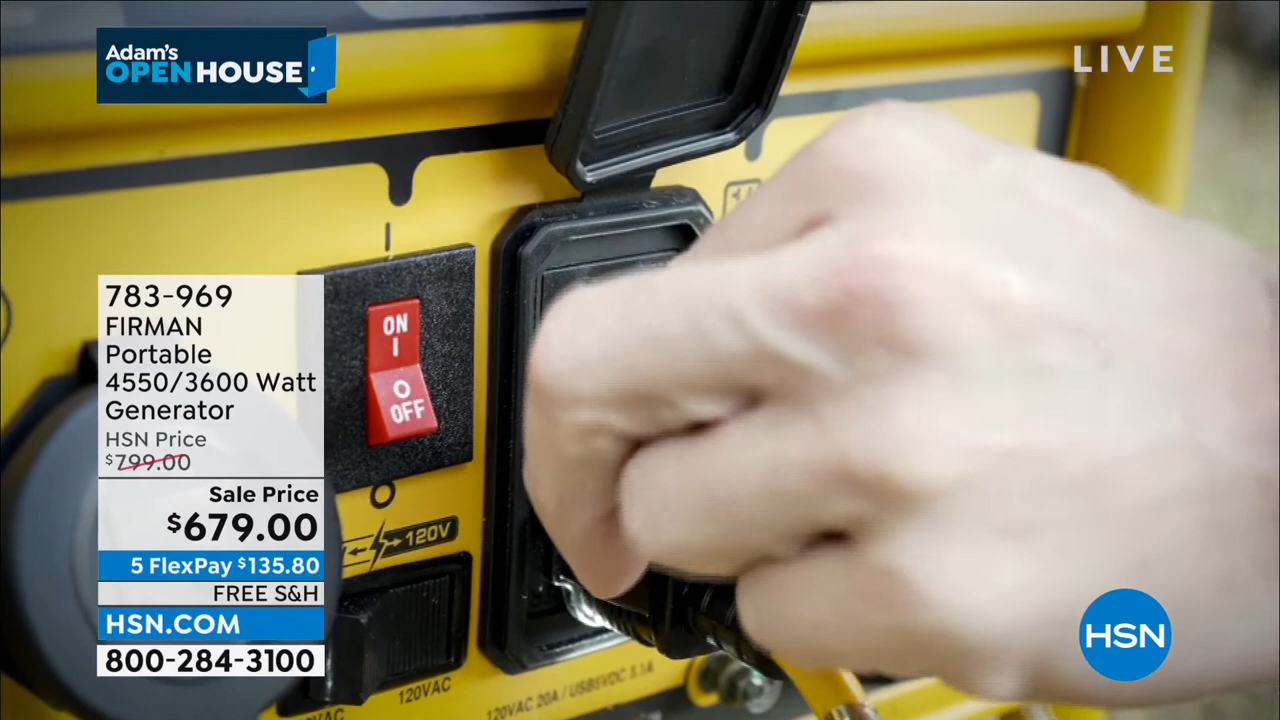 Adam's
OPEN HOUSE
LIVE
783-969
FIRMAN
Portable
4550/3600 Watt
Generator
HSN Price
$799.00
Sale Price
$679.00
5 FlexPay $135.80
FREE S&H
HSN.COM
800-284-3100
ON
I
O
OFF
120V
120VAC
120VAC 20A / USB5VDC 3.1A
HSN